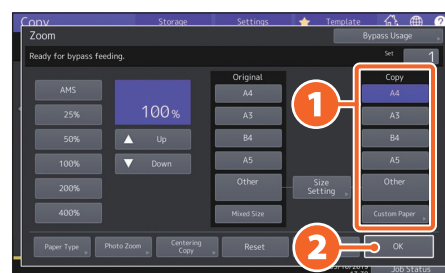 Copy Storage Settings Template
Zoom Bypass Usage
Ready for bypass feeding. Set 1
Original Copy
AMS A4 A4
25% 100% A3 A3
50% Up B4 B4
100% Down A5 A5
200% Other Size Setting Other
400% Mixed Size Custom Paper
Paper Type Photo Zoom Centering Copy Reset OK
Job Status
1
2